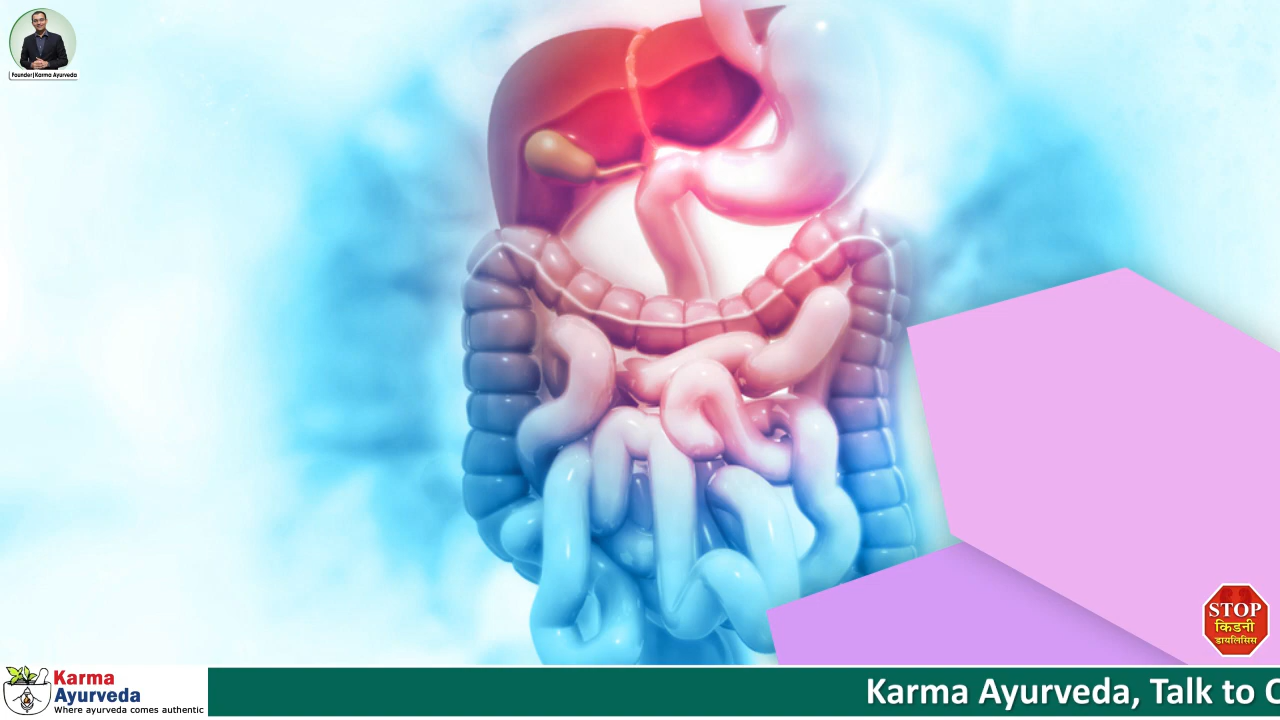 Founder|Karma Ayurveda
STOP
किडनी
डायलिसिस
Karma
Ayurveda
Where ayurveda comes authentic
Karma Ayurveda, Talk to